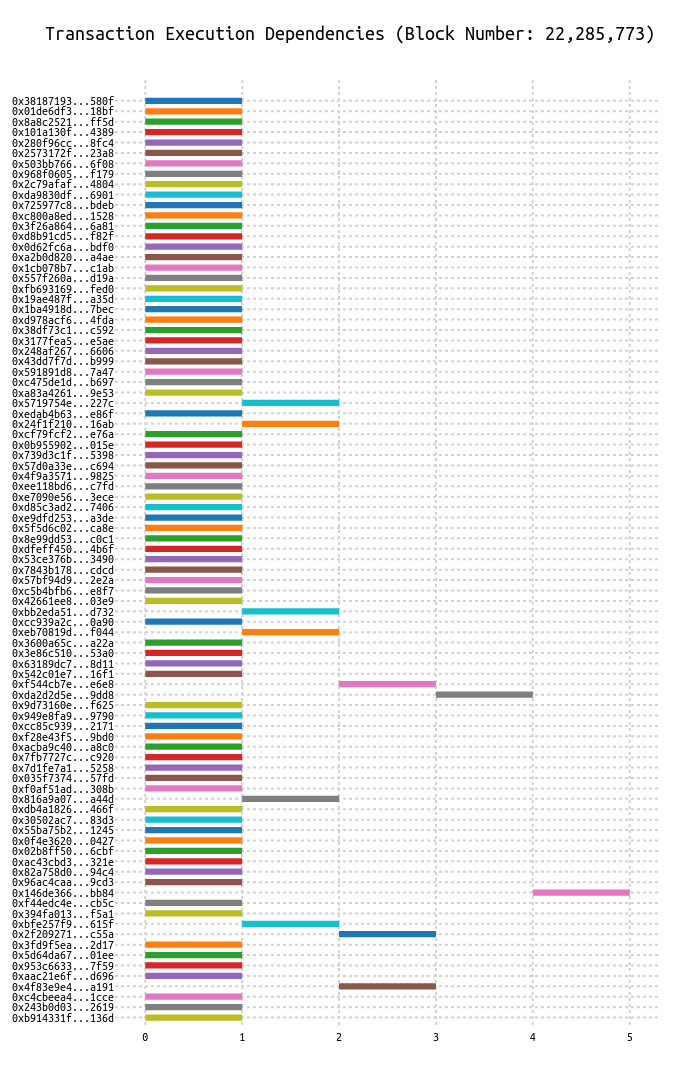 Transaction Execution Dependencies (Block Number: 22,285,773)
0x38187193...580f
0x01de6df3...18bf
0x8a8c2521...ff5d
0x101a130f...4389
0x280f96cc...8fc4
0x2573172f...23a8
0x503bb766...6f08
0x968f0605...f179
0x2c79afaf...4804
0xda9830df...6901
0x725977c8...bdeb
0xc800a8ed...1528
0x3f26a864...6a81
0xd8b91cd5...f82f
0x0d62fc6a...bdf0
0xa2b0d820...a4ae
0x1cb078b7...c1ab
0x557f260a...d19a
0xfb693169...fed0
0x19ae487f...a35d
0x1ba4918d...7bec
0xd978acf6...4fda
0x38df73c1...c592
0x3177fea5...e5ae
0x248af267...6606
0x43dd7f7d...b999
0x591891d8...7a47
0xc475de1d...b697
0xa83a4261...9e53
0x5719754e...227c
0xedab4b63...e86f
0x24f1f210...16ab
0xcf79fcf2...e76a
0x0b955902...015e
0x739d3c1f...5398
0x57d0a33e...c694
0x4f9a3571...9825
0xee118bd6...c7fd
0xe7090e56...3ece
0xd85c3ad2...7406
0xe9dfd253...a3de
0x5f5d6c02...ca8e
0x8e99dd53...c0c1
0xdfeff450...4b6f
0x53ce376b...3490
0x7843b178...cdcd
0x57bf94d9...2e2a
0xc5b4bfb6...e8f7
0x42661ee8...03e9
0xbb2eda51...d732
0xcc939a2c...0a90
0xeb70819d...f044
0x3600a65c...a22a
0x3e86c510...53a0
0x63189dc7...8d11
0x542c01e7...16f1
0xf544cb7e...e6e8
0xda2d2d5e...9dd8
0x9d73160e...f625
0x949e8fa9...9790
0xcc85c939...2171
0xf28e43f5...9bd0
0xacba9c40...a8c0
0x7fb7727c...c920
0x7d1fe7a1...5258
0x035f7374...57fd
0xf0af51ad...308b
0x816a9a07...a44d
0xdb4a1826...466f
0x30502ac7...83d3
0x55ba75b2...1245
0x0f4e3620...0427
0x02b8ff50...6cbf
0xac43cbd3...321e
0x82a758d0...94c4
0x96ac4caa...9cd3
0x146de366...bb84
0xf44edc4e...cb5c
0x394fa013...f5a1
0xbfe257f9...615f
0x2f209271...c55a
0x3fd9f5ea...2d17
0x5d64da67...01ee
0x953c6633...7f59
0xaac21e6f...d696
0x4f83e9e4...a191
0xc4cbeea4...1cce
0x243b0d03...2619
0xb914331f...136d
0 1 2 3 4 5